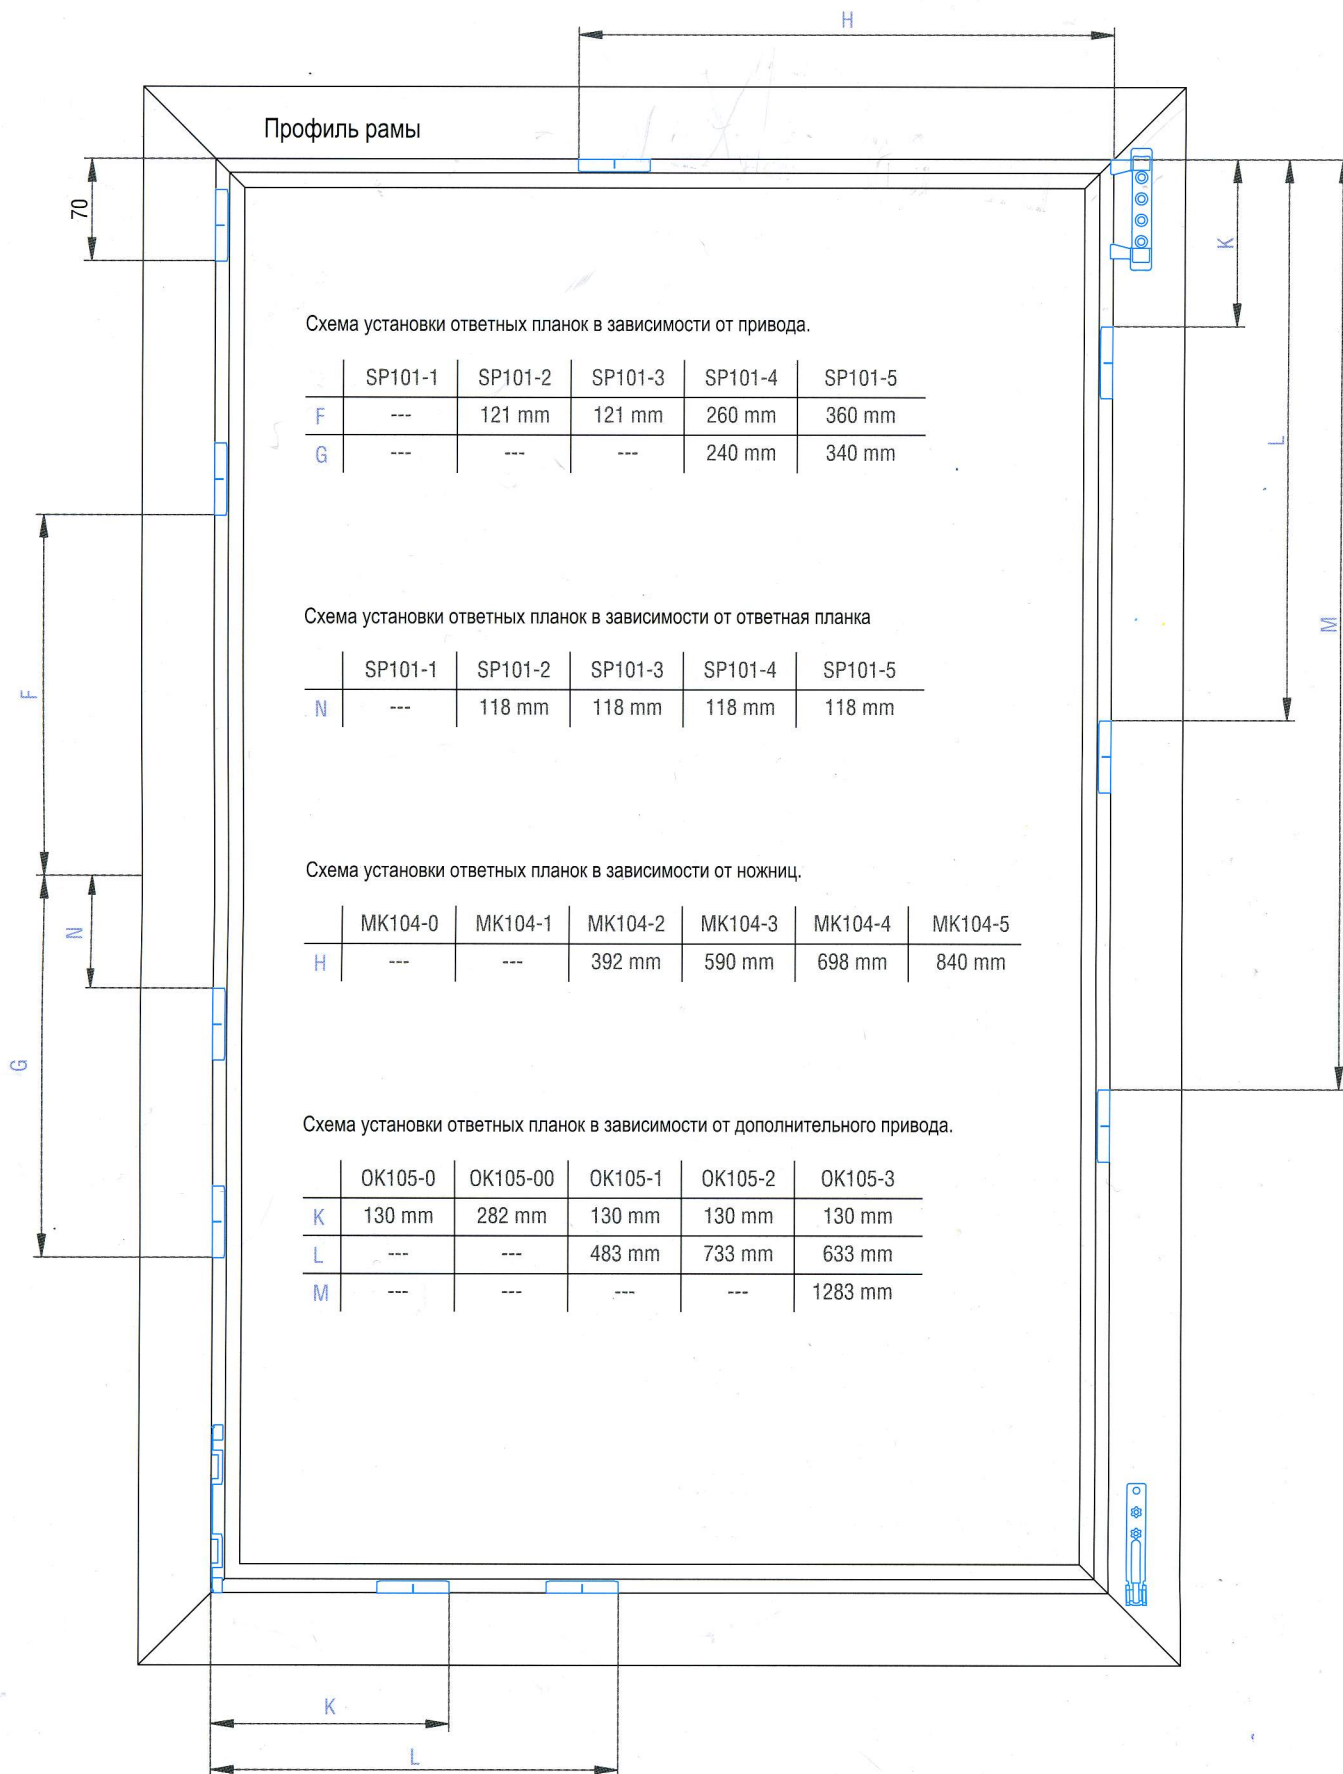 H
Профиль рамы
70
K
Схема установки ответных планок в зависимости от привода.
SP101-1 SP101-2 SP101-3 SP101-4 SP101-5
F --- 121 mm 121 mm 260 mm 360 mm
G --- --- --- 240 mm 340 mm
L
Схема установки ответных планок в зависимости от ответная планка
M
SP101-1 SP101-2 SP101-3 SP101-4 SP101-5
F
N --- 118 mm 118 mm 118 mm 118 mm
Схема установки ответных планок в зависимости от ножниц.
MK104-0 MK104-1 MK104-2 MK104-3 MK104-4 MK104-5
N
H --- --- 392 mm 590 mm 698 mm 840 mm
G
Схема установки ответных планок в зависимости от дополнительного привода.
OK105-0 OK105-00 OK105-1 OK105-2 OK105-3
K 130 mm 282 mm 130 mm 130 mm 130 mm
L --- --- 483 mm 733 mm 633 mm
M --- --- --- --- 1283 mm
K
L